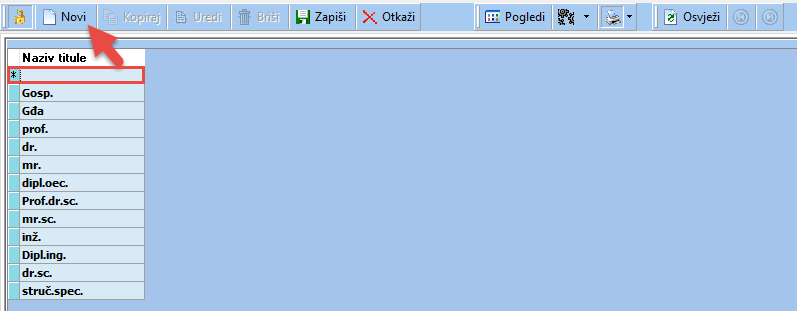 Novi Kopiraj Uredi Briši Zapiši Otkaži Pogledi Osvježi
Naziv titule
*
Gosp.
Gđa
prof.
dr.
mr.
dipl.oec.
Prof.dr.sc.
mr.sc.
inž.
Dipl.ing.
dr.sc.
struč.spec.